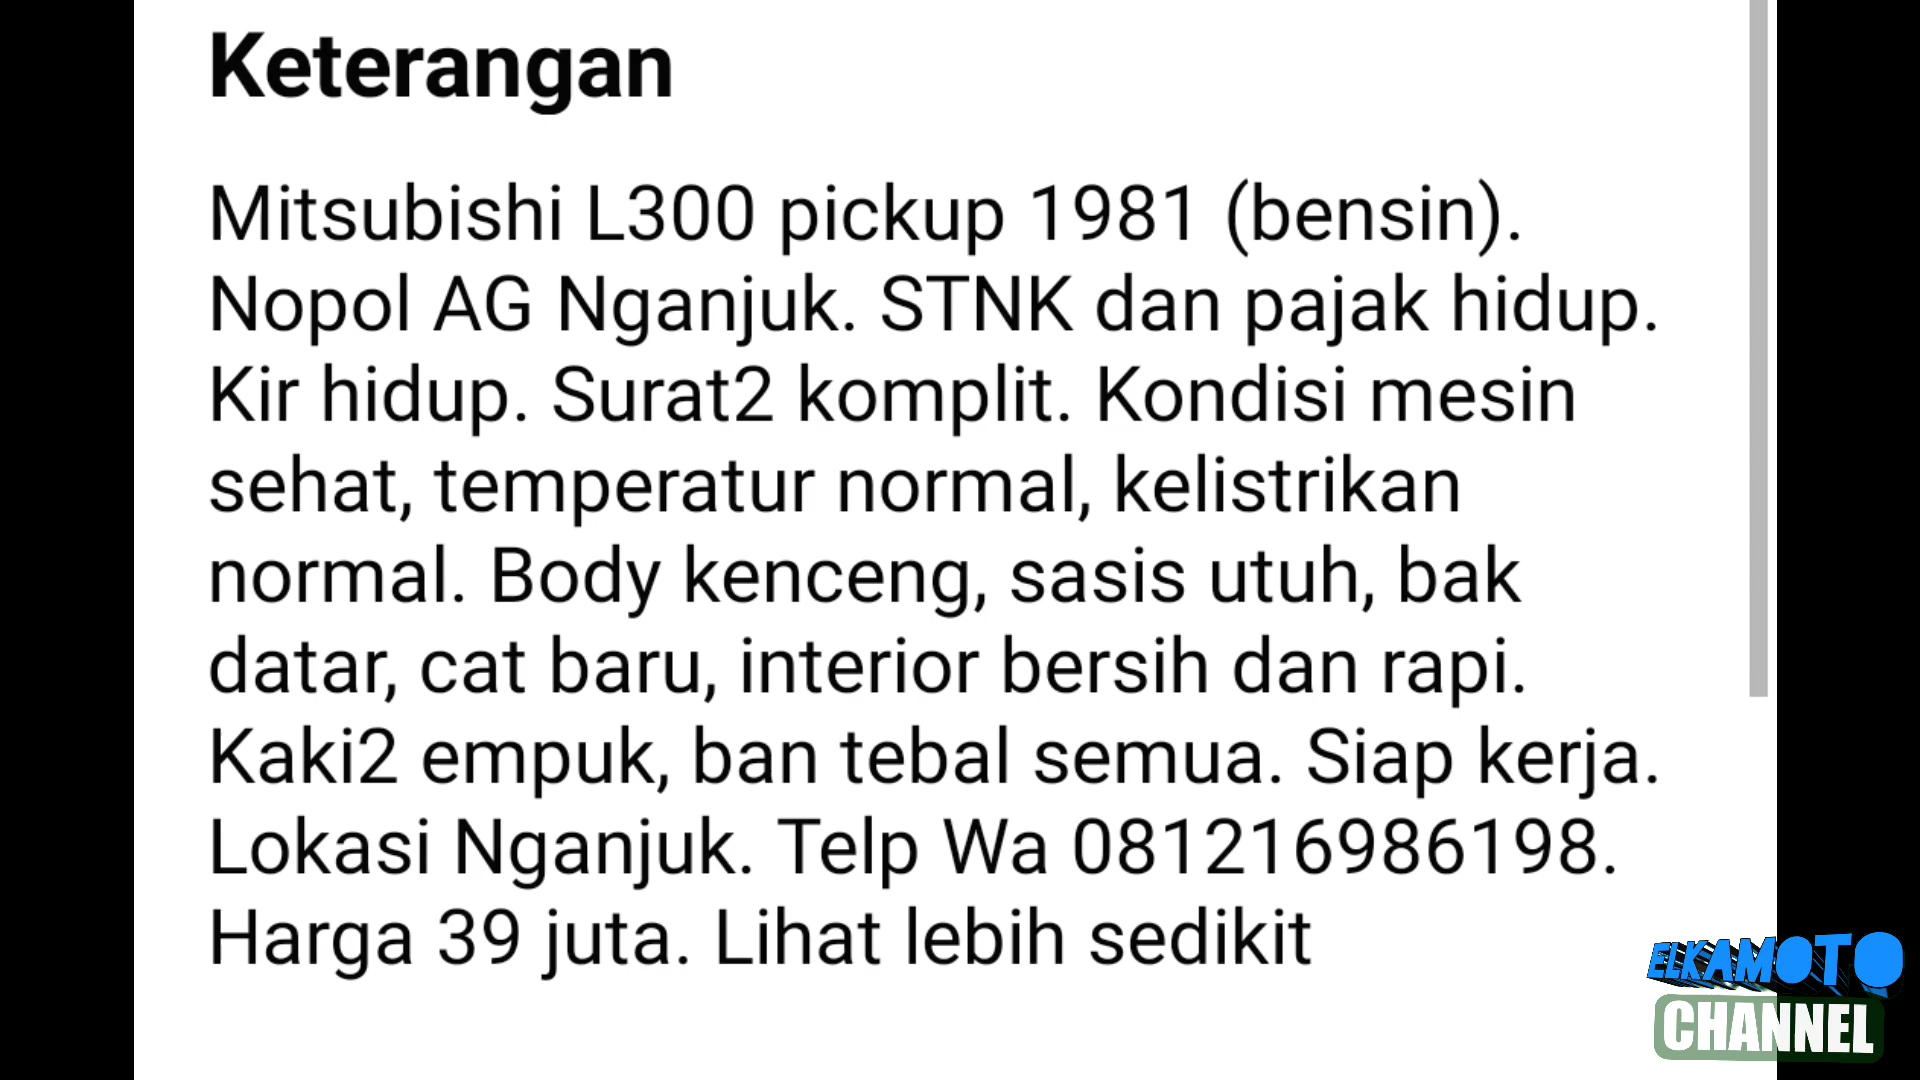 Keterangan
Mitsubishi L300 pickup 1981 (bensin).
Nopol AG Nganjuk. STNK dan pajak hidup.
Kir hidup. Surat2 komplit. Kondisi mesin
sehat, temperatur normal, kelistrikan
normal. Body kenceng, sasis utuh, bak
datar, cat baru, interior bersih dan rapi.
Kaki2 empuk, ban tebal semua. Siap kerja.
Lokasi Nganjuk. Telp Wa 081216986198.
Harga 39 juta. Lihat lebih sedikit
ELKAMOTO
CHANNEL